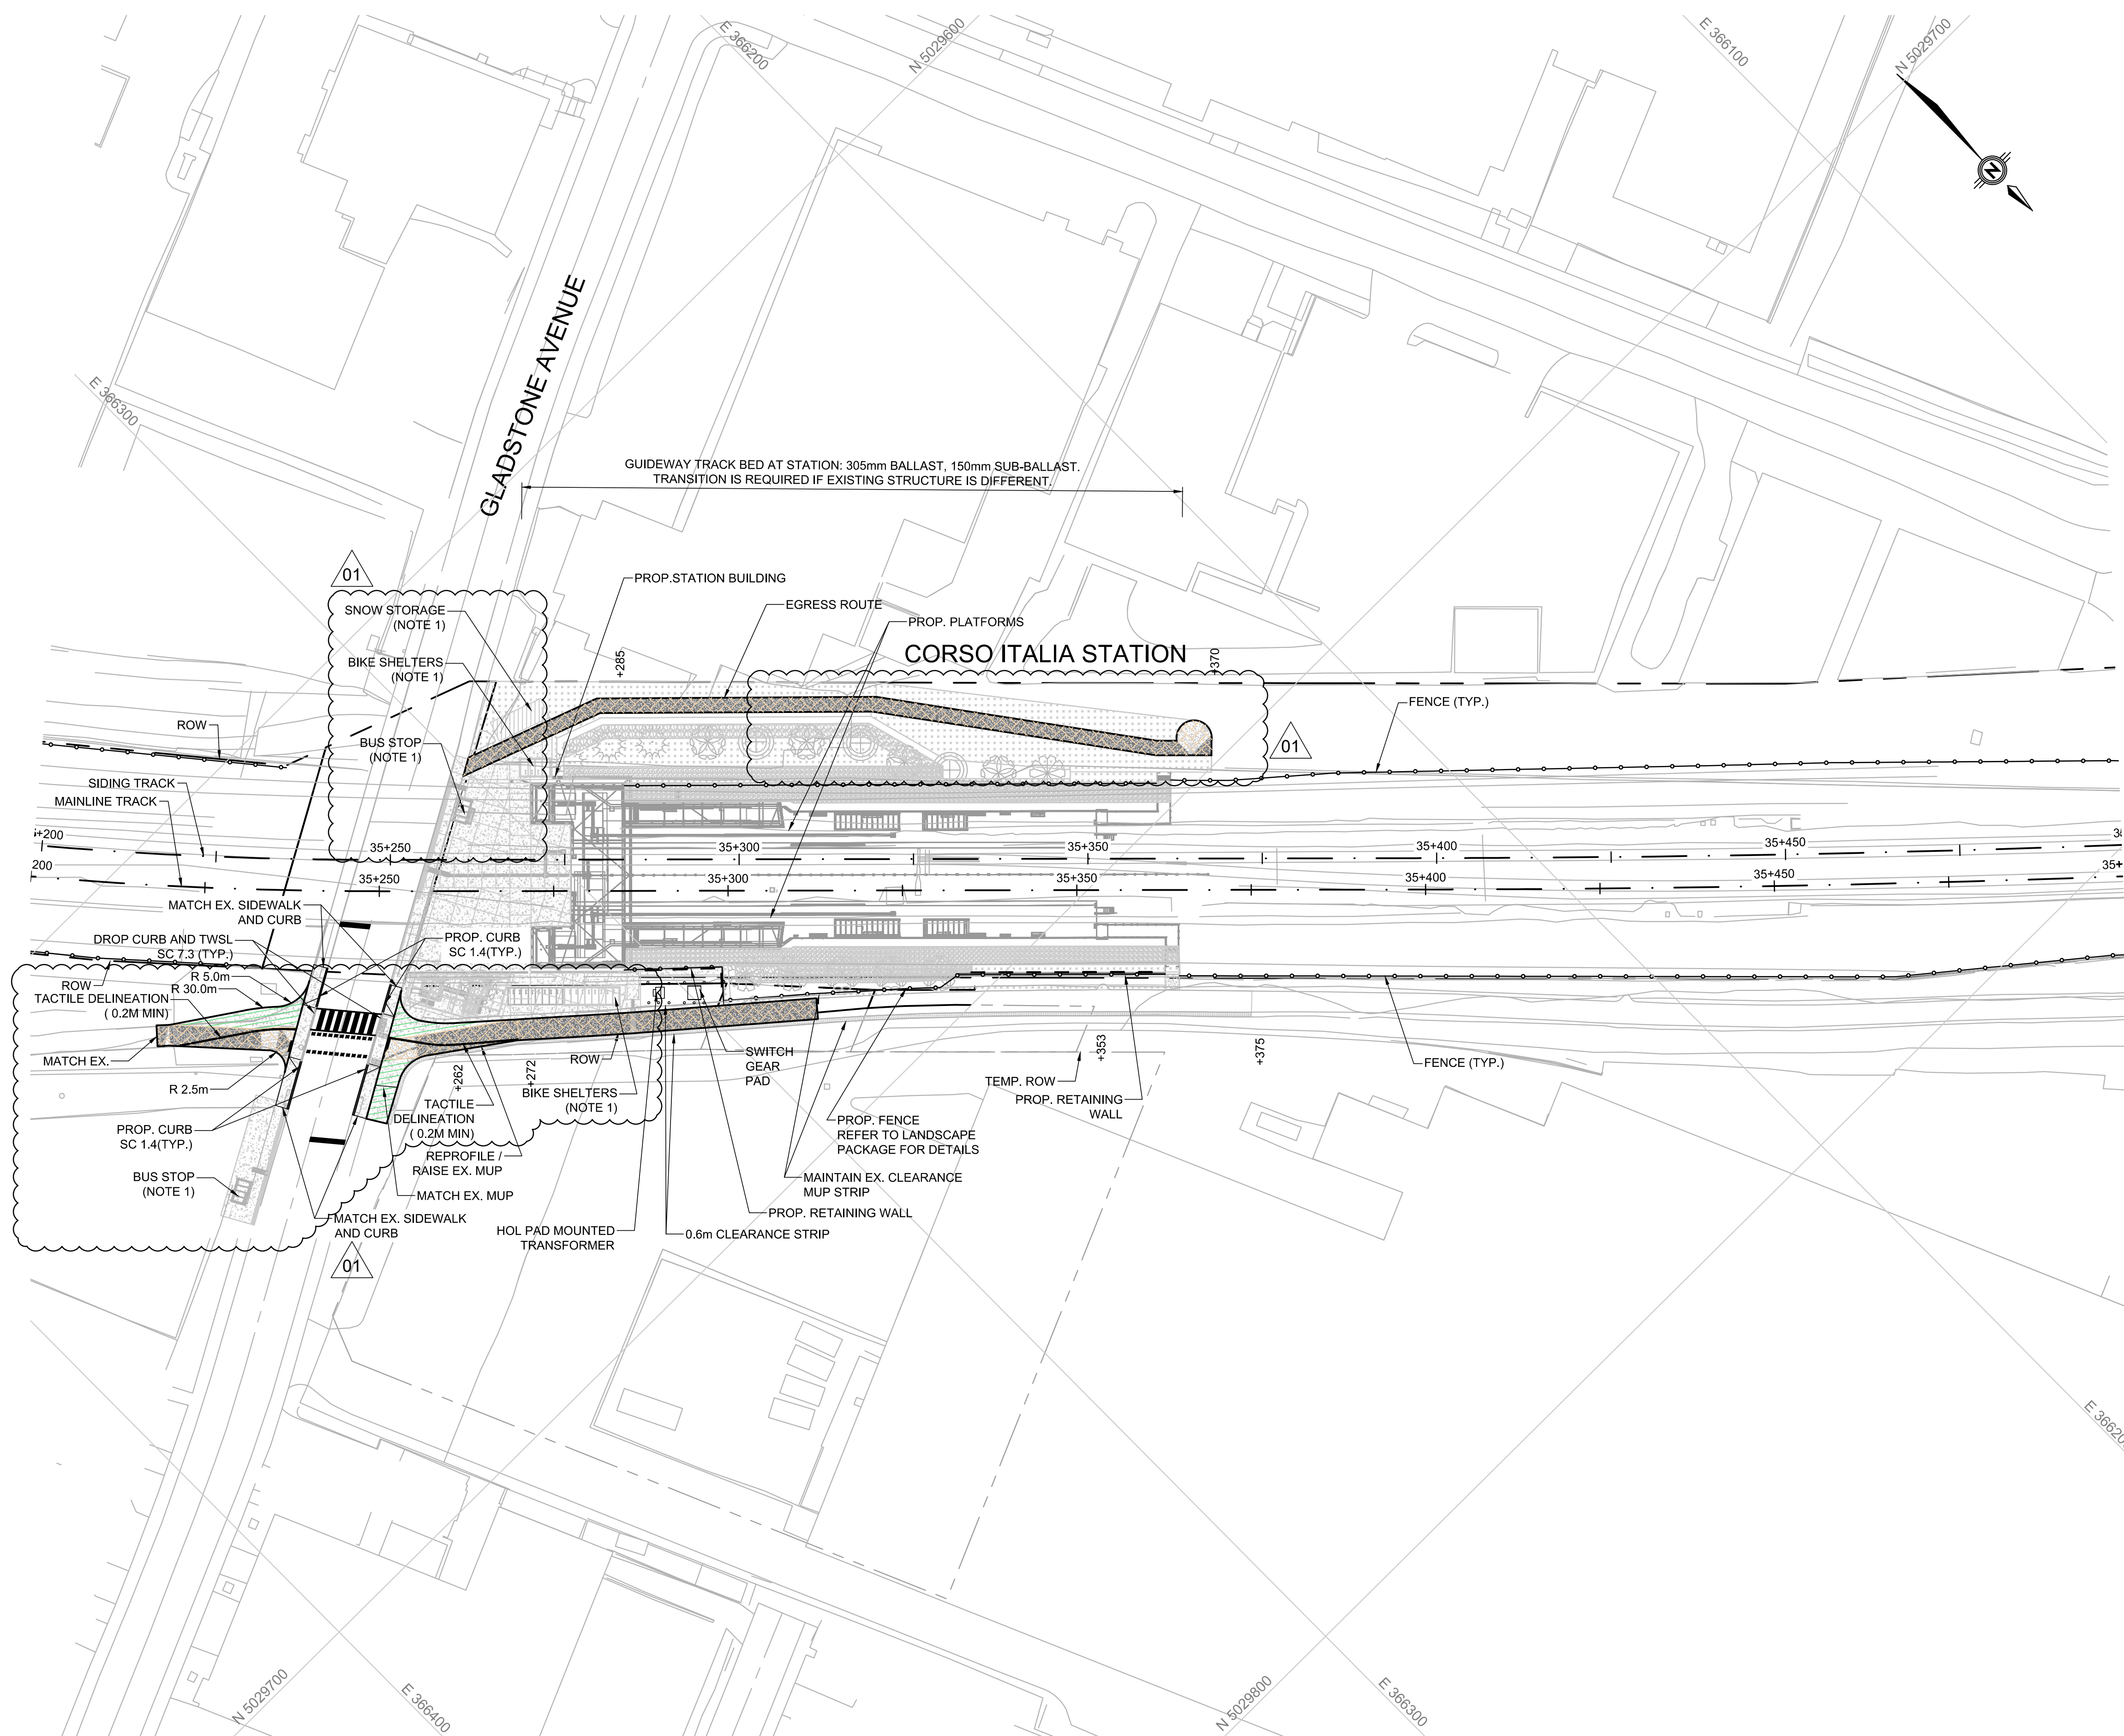 E 366200
N 5029600
E 366100
N 5029700
N
E 366300
GLADSTONE AVENUE
GUIDEWAY TRACK BED AT STATION: 305mm BALLAST, 150mm SUB-BALLAST.
TRANSITION IS REQUIRED IF EXISTING STRUCTURE IS DIFFERENT.
01
PROP.STATION BUILDING
SNOW STORAGE
(NOTE 1)
EGRESS ROUTE
PROP. PLATFORMS
CORSO ITALIA STATION
BIKE SHELTERS
(NOTE 1)
+285
+370
FENCE (TYP.)
ROW
BUS STOP
(NOTE 1)
01
SIDING TRACK
MAINLINE TRACK
+200
35+250
35+300
35+350
35+400
35+450
200
35+250
35+300
35+350
35+400
35+450
35+
MATCH EX. SIDEWALK
AND CURB
DROP CURB AND TWSL
SC 7.3 (TYP.)
PROP. CURB
SC 1.4(TYP.)
R 5.0m
R 30.0m
ROW
TACTILE DELINEATION
( 0.2M MIN)
MATCH EX.
R 2.5m
PROP. CURB
SC 1.4(TYP.)
BUS STOP
(NOTE 1)
+262
+272
ROW
BIKE SHELTERS
(NOTE 1)
TACTILE
DELINEATION
( 0.2M MIN)
REPROFILE /
RAISE EX. MUP
MATCH EX. MUP
MATCH EX. SIDEWALK
AND CURB
01
SWITCH
GEAR
PAD
HOL PAD MOUNTED
TRANSFORMER
0.6m CLEARANCE STRIP
PROP. RETAINING WALL
MAINTAIN EX. CLEARANCE
MUP STRIP
PROP. FENCE
REFER TO LANDSCAPE
PACKAGE FOR DETAILS
TEMP. ROW
+353
PROP. RETAINING
WALL
+375
FENCE (TYP.)
E 36620
N 5029700
E 366400
N 5029800
E 366300